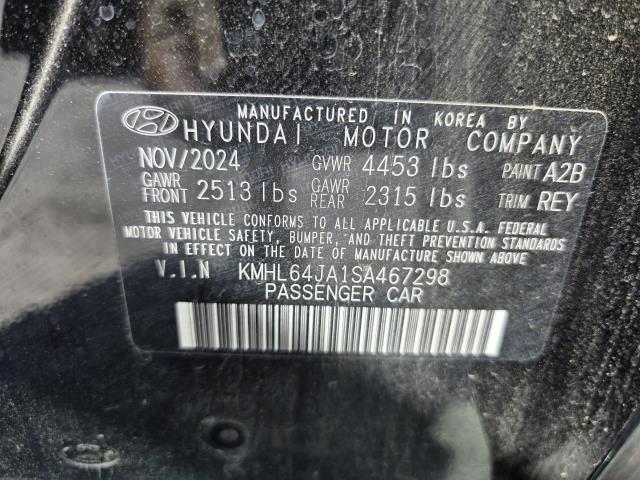 MANUFACTURED IN KOREA BY
HYUNDAI MOTOR COMPANY
NOV/2024 GVWR 4453 lbs PAINT A2B
GAWR FRONT 2513 lbs GAWR REAR 2315 lbs TRIM REY
THIS VEHICLE CONFORMS TO ALL APPLICABLE U.S.A. FEDERAL
MOTOR VEHICLE SAFETY, BUMPER, AND THEFT PREVENTION STANDARDS
IN EFFECT ON THE DATE OF MANUFACTURE SHOWN ABOVE.
V.I.N KMHL64JA1SA467298
PASSENGER CAR